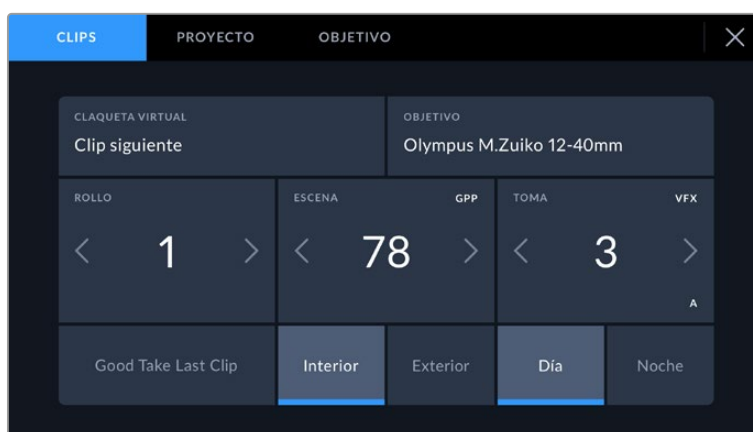 CLIPS PROYECTO OBJETIVO
CLAQUETA VIRTUAL OBJETIVO
Clip siguiente Olympus M.Zuiko 12-40mm
ROLLO ESCENA GPP TOMA VFX
1 78 3
A
Good Take Last Clip Interior Exterior Día Noche